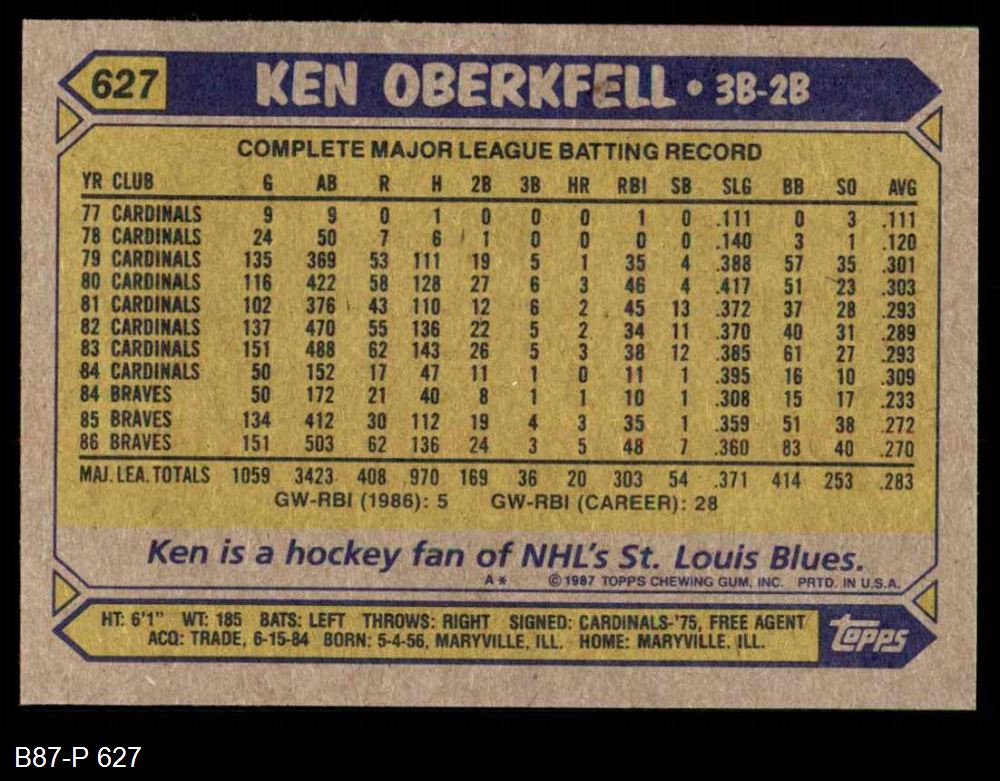 627
KEN OBERKFELL • 3B-2B
COMPLETE MAJOR LEAGUE BATTING RECORD
YR CLUB G AB R H 2B 3B HR RBI SB SLG BB SO AVG
77 CARDINALS 9 9 0 1 0 0 0 1 0 .111 0 3 .111
78 CARDINALS 24 50 7 6 1 0 0 0 0 .140 3 1 .120
79 CARDINALS 135 369 53 111 19 5 1 35 4 .388 57 35 .301
80 CARDINALS 116 422 58 128 27 6 3 46 4 .417 51 23 .303
81 CARDINALS 102 376 43 110 12 6 2 45 13 .372 37 28 .293
82 CARDINALS 137 470 55 136 22 5 2 34 11 .370 40 31 .289
83 CARDINALS 151 488 62 143 26 5 3 38 12 .385 61 27 .293
84 CARDINALS 50 152 17 47 11 1 0 11 1 .395 16 10 .309
84 BRAVES 50 172 21 40 8 1 1 10 1 .308 15 17 .233
85 BRAVES 134 412 30 112 19 4 3 35 1 .359 51 38 .272
86 BRAVES 151 503 62 136 24 3 5 48 7 .360 83 40 .270
MAJ. LEA. TOTALS 1059 3423 408 970 169 36 20 303 54 .371 414 253 .283
GW-RBI (1986): 5 GW-RBI (CAREER): 28
Ken is a hockey fan of NHL's St. Louis Blues.
A* ©1987 TOPPS CHEWING GUM, INC. PRTD. IN U.S.A.
HT: 6'1" WT: 185 BATS: LEFT THROWS: RIGHT SIGNED: CARDINALS-'75, FREE AGENT
ACQ: TRADE, 6-15-84 BORN: 5-4-56, MARYVILLE, ILL. HOME: MARYVILLE, ILL.
topps
B87-P 627